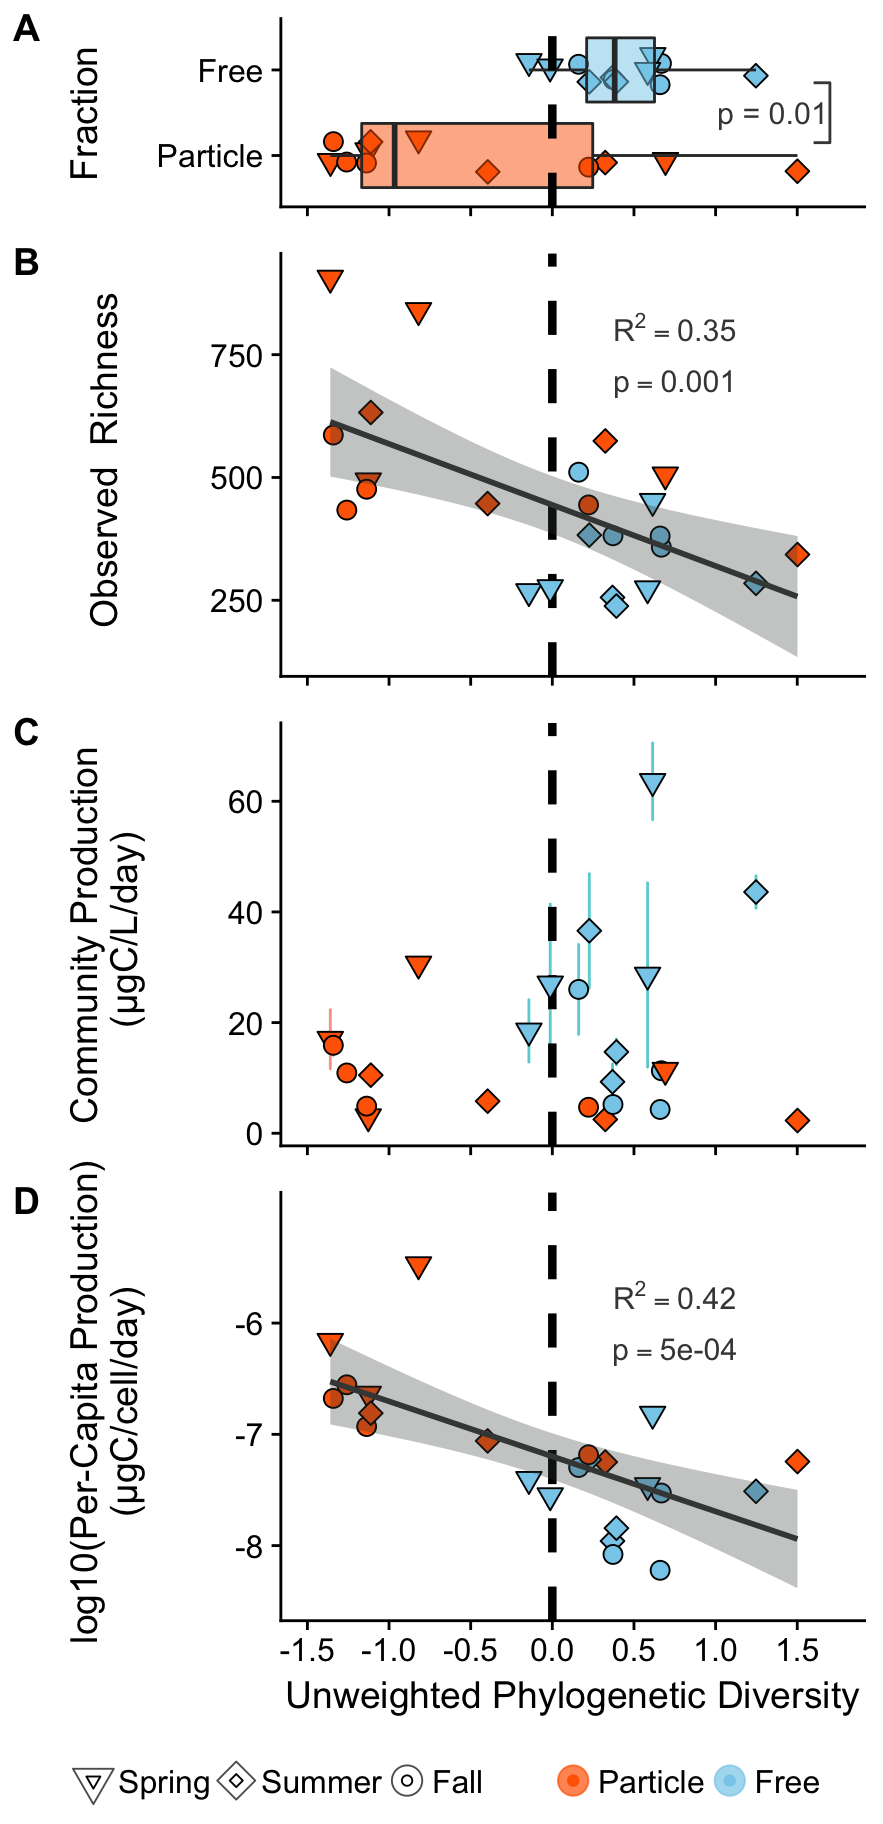 A
Fraction
Free
Particle
p = 0.01
B
Observed Richness
750
500
250
R2 = 0.35
p = 0.001
C
Community Production
(µgC/L/day)
60
40
20
0
D
log10(Per-Capita Production)
(µgC/cell/day)
-6
-7
-8
R2 = 0.42
p = 5e-04
-1.5 -1.0 -0.5 0.0 0.5 1.0 1.5
Unweighted Phylogenetic Diversity
Spring Summer Fall Particle Free